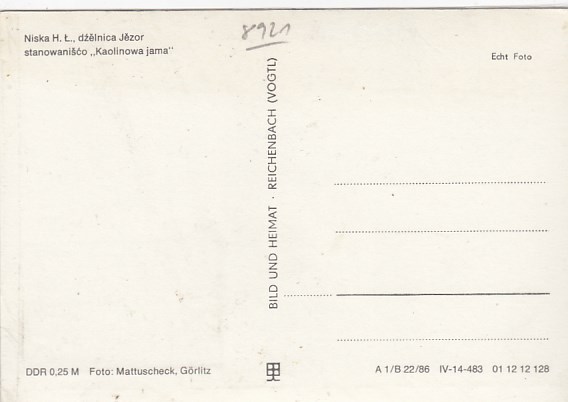 8921
Niska H. Ł., dźělnica Jězor
stanowanišćo „Kaolinowa jama"
Echt Foto
BILD UND HEIMAT · REICHENBACH (VOGTL)
DDR 0,25 M Foto: Mattuscheck, Görlitz
A 1/B 22/86 IV-14-483 01 12 12 128